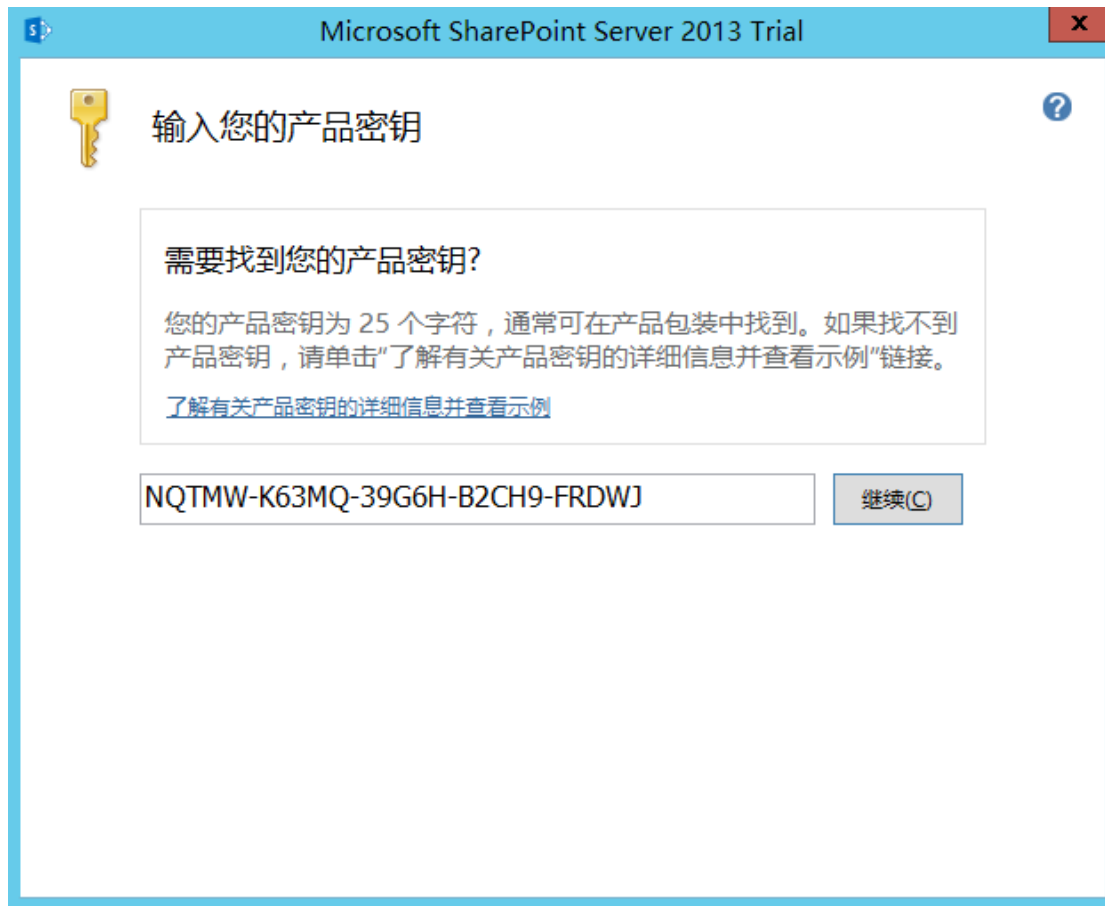 Microsoft SharePoint Server 2013 Trial
输入您的产品密钥
需要找到您的产品密钥?
您的产品密钥为 25 个字符，通常可在产品包装中找到。如果找不到
产品密钥，请单击"了解有关产品密钥的详细信息并查看示例"链接。
了解有关产品密钥的详细信息并查看示例
NQTMW-K63MQ-39G6H-B2CH9-FRDWJ
继续(C)